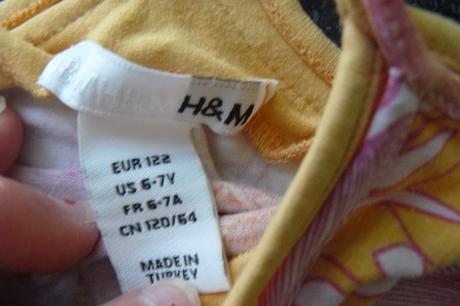 H&M
EUR 122
US 6-7Y
FR 6-7A
CN 120/64
MADE IN
TURKEY